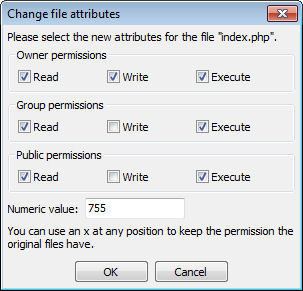 Change file attributes
Please select the new attributes for the file "index.php".
Owner permissions
Read Write Execute
Group permissions
Read Write Execute
Public permissions
Read Write Execute
Numeric value: 755
You can use an x at any position to keep the permission the
original files have.
OK Cancel